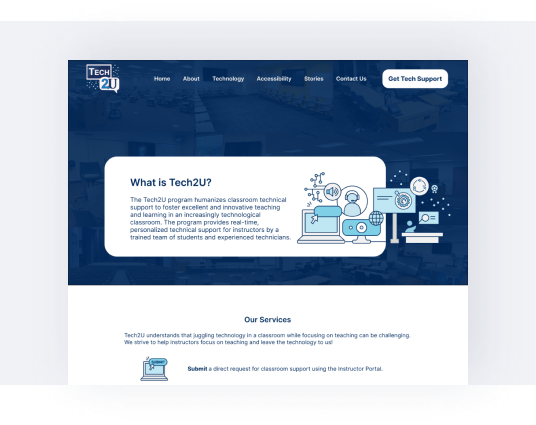 TECH
2U
Home About Technology Accessibility Stories Contact Us Get Tech Support
What is Tech2U?
The Tech2U program humanizes classroom technical
support to foster excellent and innovative teaching
and learning in an increasingly technological
classroom. The program provides real-time,
personalized technical support for instructors by a
trained team of students and experienced technicians.
Our Services
Tech2U understands that juggling technology in a classroom while focusing on teaching can be challenging.
We strive to help instructors focus on teaching and leave the technology to us!
Submit a direct request for classroom support using the Instructor Portal.